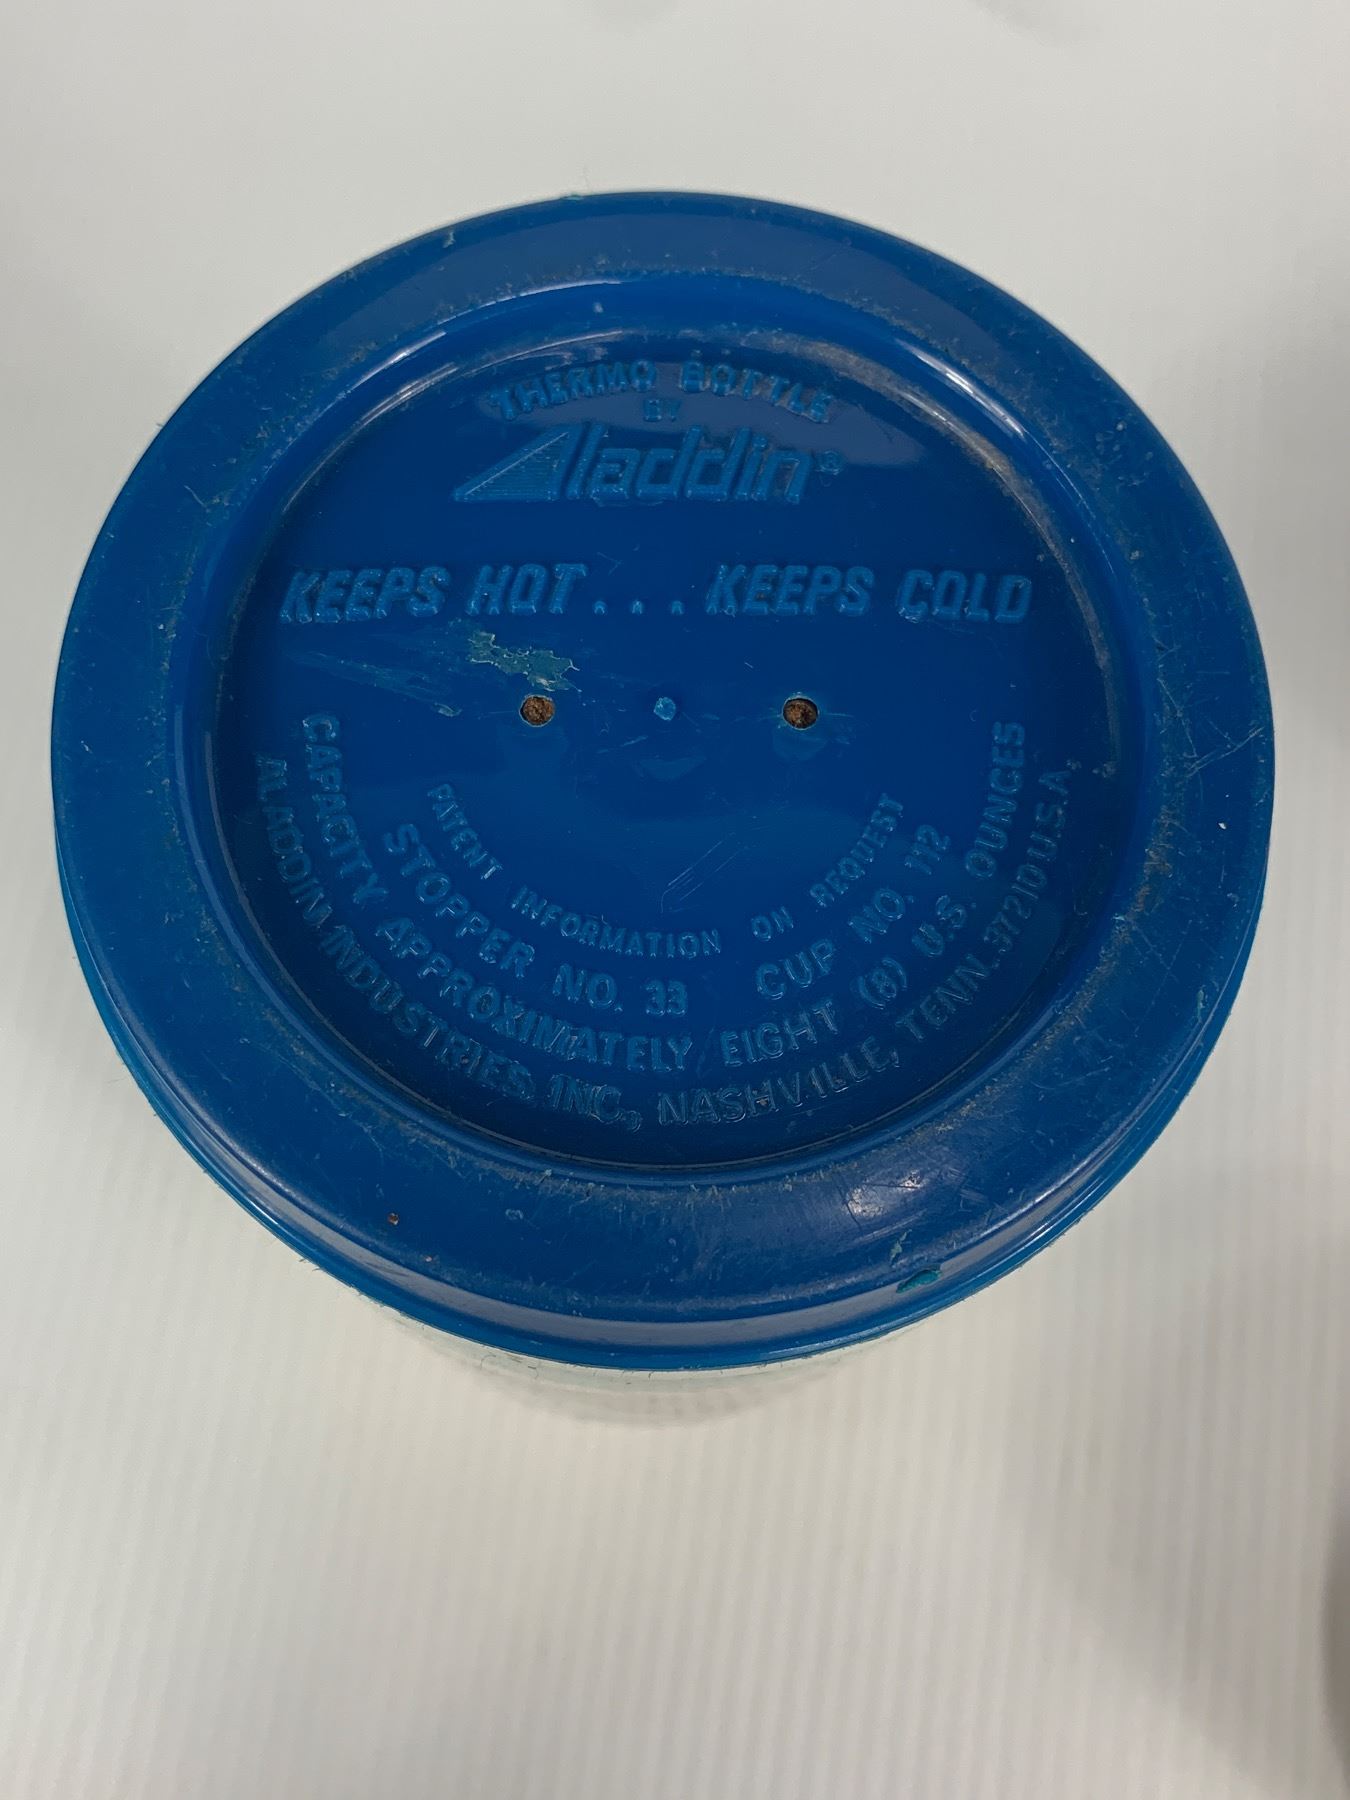 THERMO BOTTLE
BY
Aladdin®
KEEPS HOT...KEEPS COLD
PATENT INFORMATION ON REQUEST
STOPPER NO. 33 CUP NO. 112
CAPACITY APPROXIMATELY EIGHT (8) U.S. OUNCES
ALADDIN INDUSTRIES, INC., NASHVILLE, TENN. 37210 U.S.A.